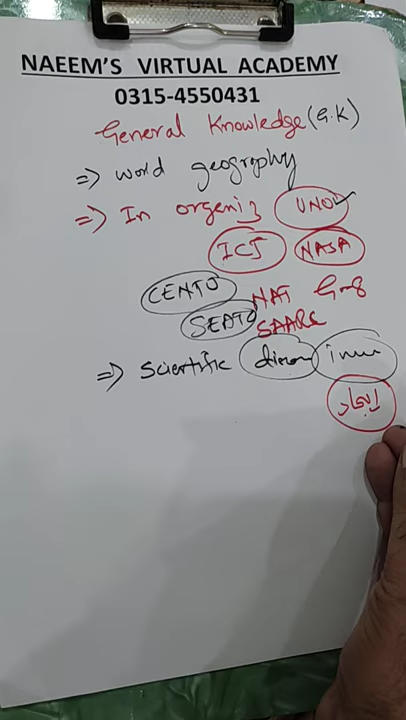 NAEEM'S VIRTUAL ACADEMY
0315-4550431
General Knowledge (G.K)
=> World geography
=> In organiz UNO
ICJ NASA
CENTO NAT G-8
SEATO SAARC
=> Scientific
ایجاد